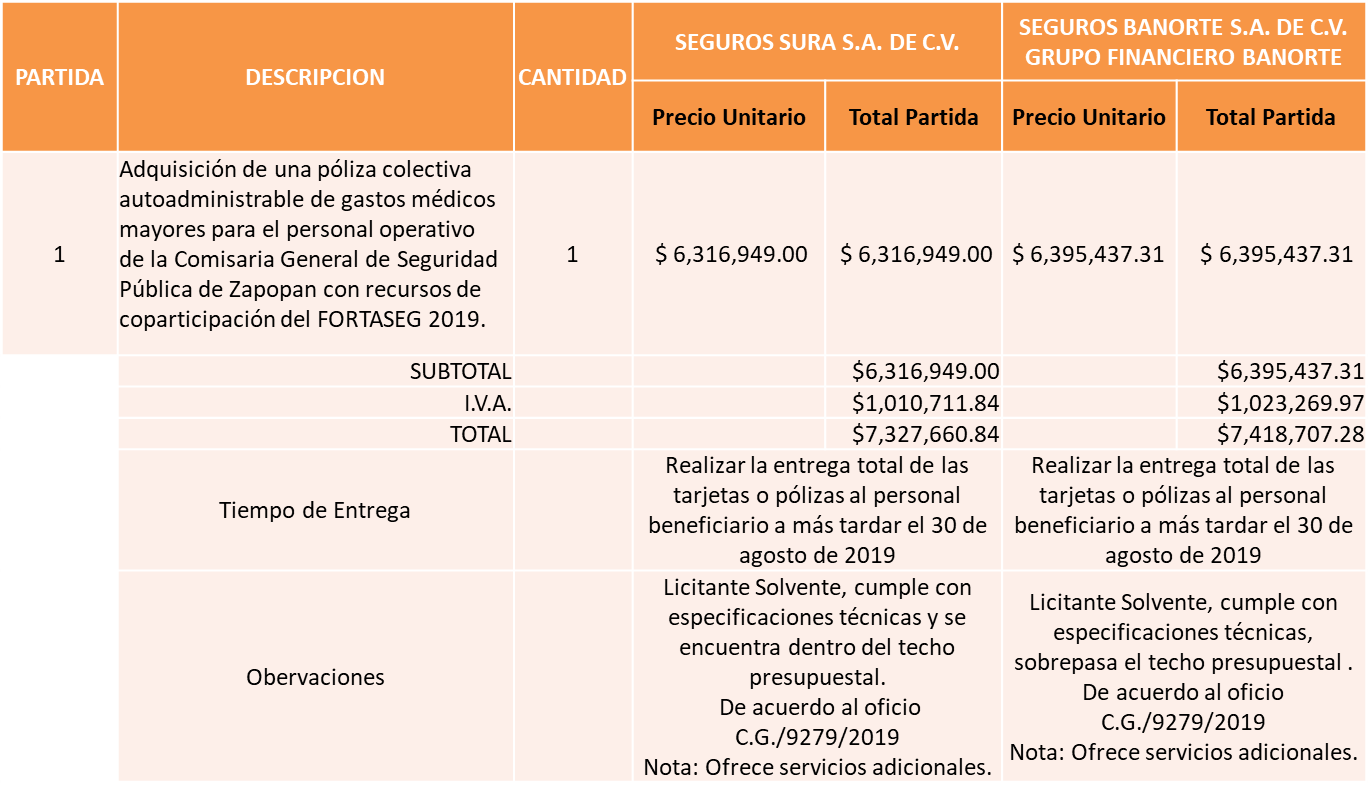 PARTIDA
DESCRIPCION
CANTIDAD
SEGUROS SURA S.A. DE C.V.
SEGUROS BANORTE S.A. DE C.V.
GRUPO FINANCIERO BANORTE
Precio Unitario
Total Partida
Precio Unitario
Total Partida
1
Adquisición de una póliza colectiva
autoadministrable de gastos médicos
mayores para el personal operativo
de la Comisaria General de Seguridad
Pública de Zapopan con recursos de
coparticipación del FORTASEG 2019.
1
$ 6,316,949.00
$ 6,316,949.00
$ 6,395,437.31
$ 6,395,437.31
SUBTOTAL
$6,316,949.00
$6,395,437.31
I.V.A.
$1,010,711.84
$1,023,269.97
TOTAL
$7,327,660.84
$7,418,707.28
Tiempo de Entrega
Realizar la entrega total de las
tarjetas o pólizas al personal
beneficiario a más tardar el 30 de
agosto de 2019
Realizar la entrega total de las
tarjetas o pólizas al personal
beneficiario a más tardar el 30 de
agosto de 2019
Obervaciones
Licitante Solvente, cumple con
especificaciones técnicas y se
encuentra dentro del techo
presupuestal.
De acuerdo al oficio
C.G./9279/2019
Nota: Ofrece servicios adicionales.
Licitante Solvente, cumple con
especificaciones técnicas,
sobrepasa el techo presupuestal .
De acuerdo al oficio
C.G./9279/2019
Nota: Ofrece servicios adicionales.